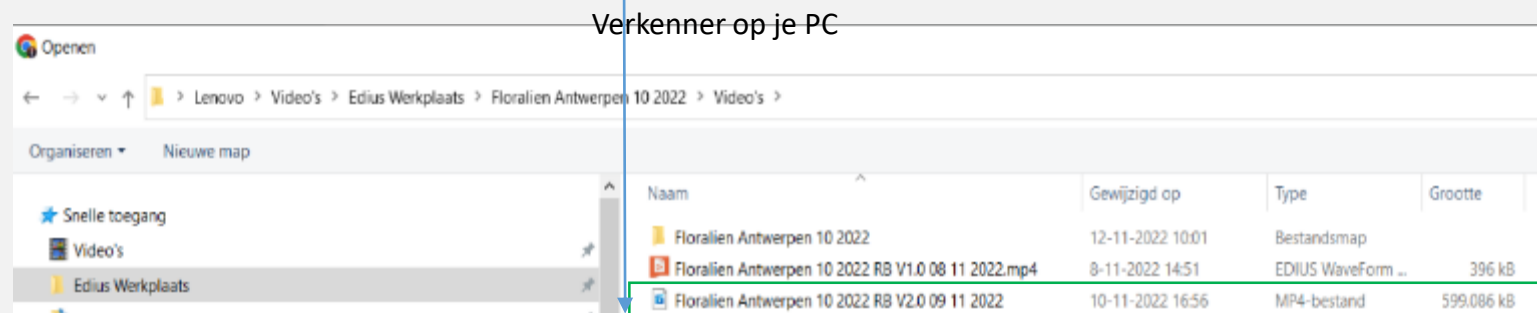 Verkenner op je PC
Openen
Lenovo > Video's > Edius Werkplaats > Floralien Antwerpen 10 2022 > Video's >
Organiseren Nieuwe map
Naam Gewijzigd op Type Grootte
Snelle toegang
Video's
Edius Werkplaats
Floralien Antwerpen 10 2022 12-11-2022 10:01 Bestandsmap
Floralien Antwerpen 10 2022 RB V1.0 08 11 2022.mp4 8-11-2022 14:51 EDIUS WaveForm ... 396 kB
Floralien Antwerpen 10 2022 RB V2.0 09 11 2022 10-11-2022 16:56 MP4-bestand 599.086 kB